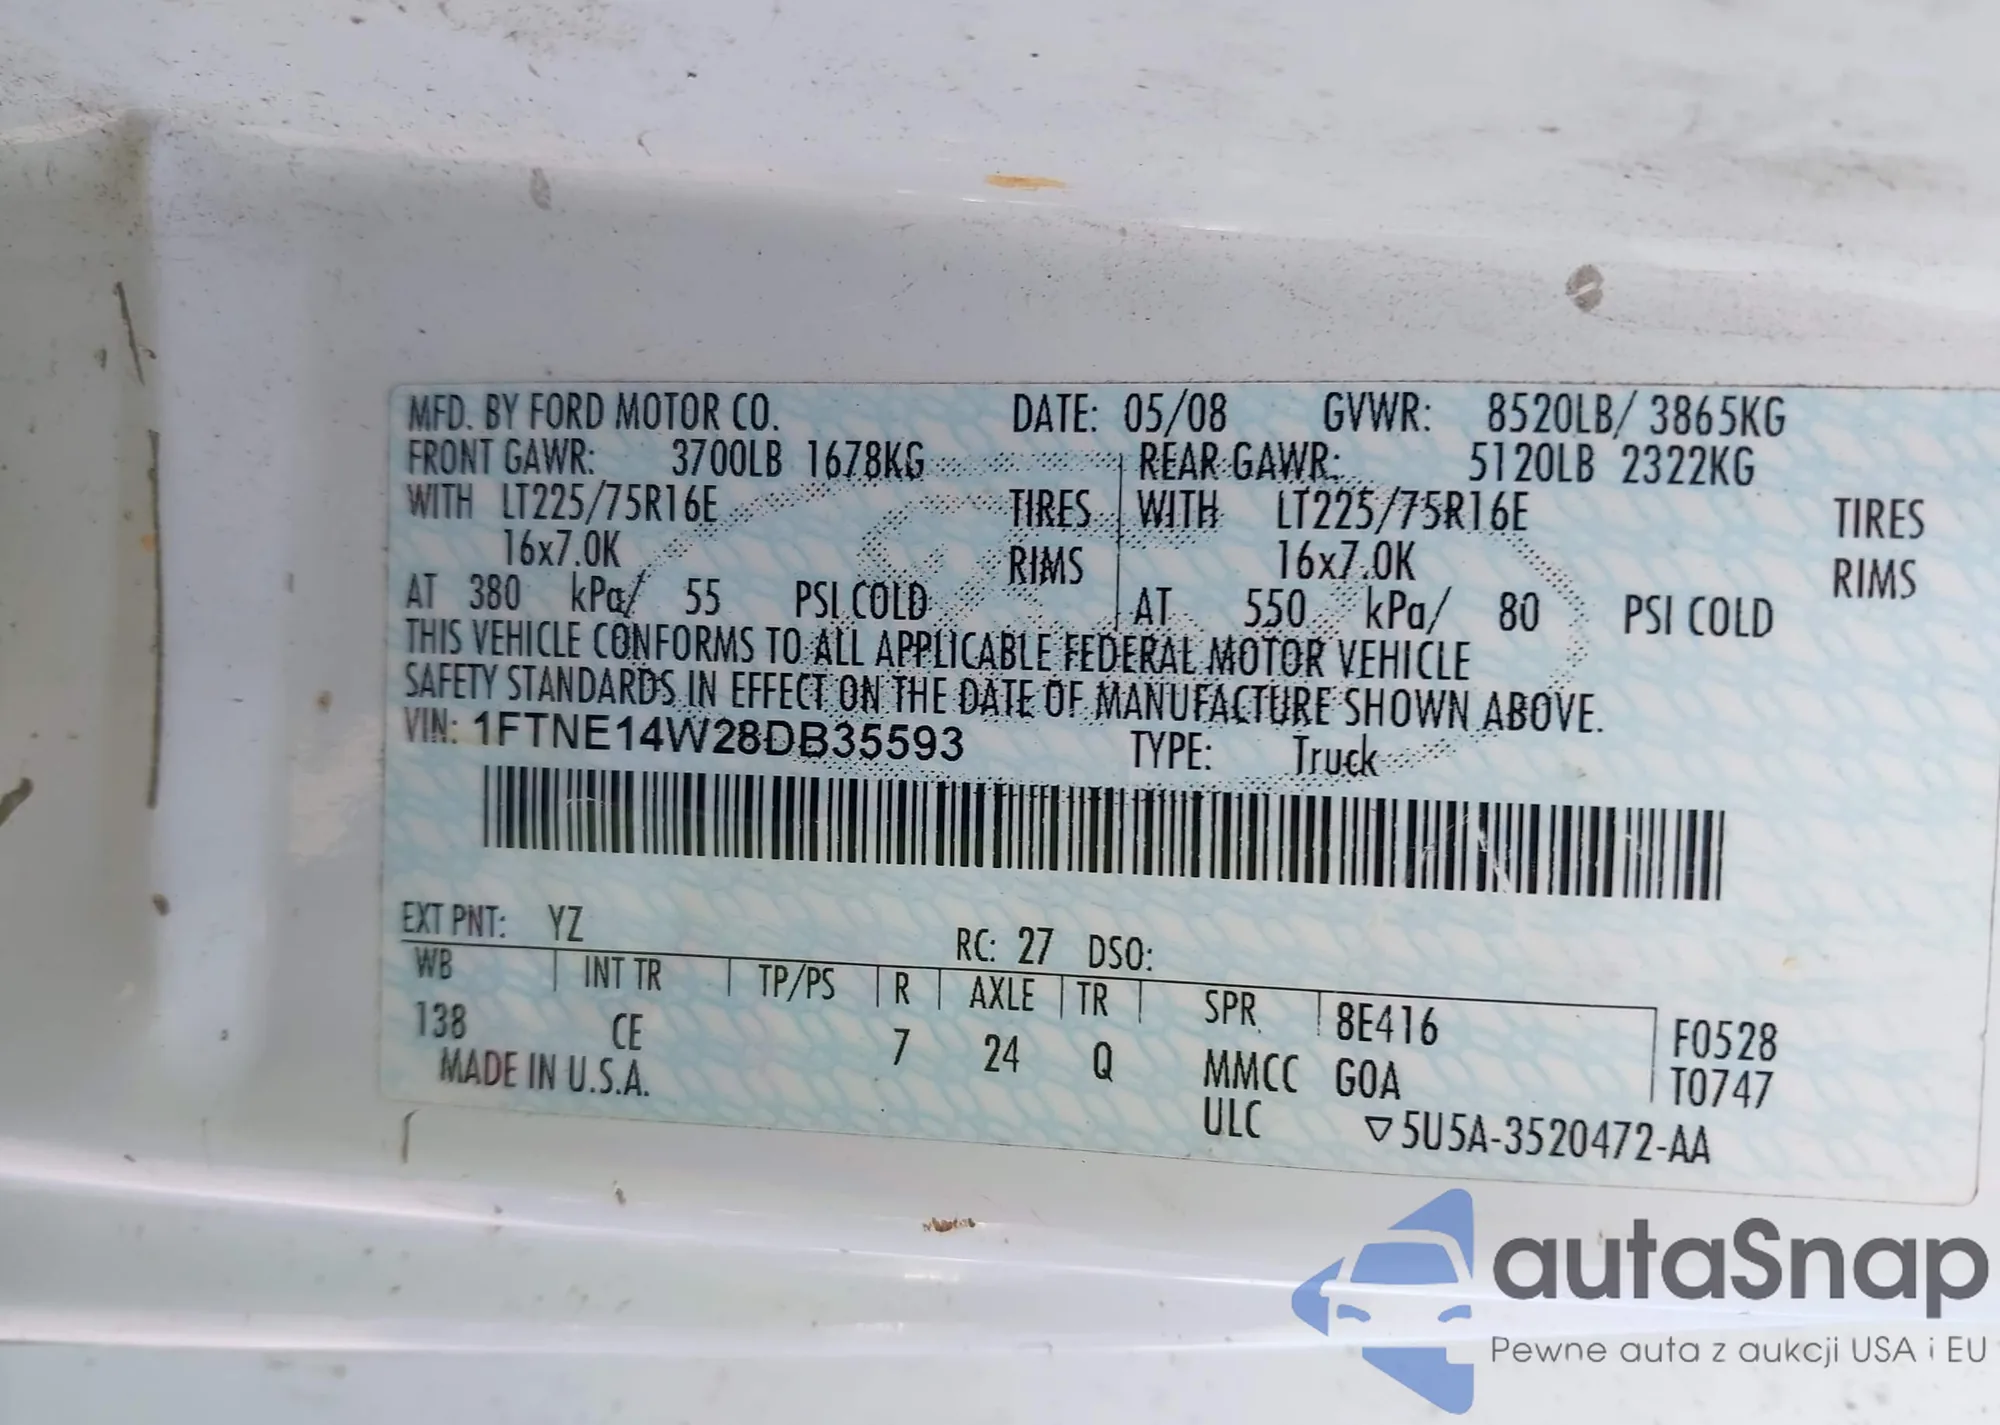 MFD. BY FORD MOTOR CO. DATE: 05/08 GVWR: 8520LB/ 3865KG
FRONT GAWR: 3700LB 1678KG REAR GAWR: 5120LB 2322KG
WITH LT225/75R16E TIRES WITH LT225/75R16E TIRES
16x7.0K RIMS 16x7.0K RIMS
AT 380 kPa/ 55 PSI COLD AT 550 kPa/ 80 PSI COLD
THIS VEHICLE CONFORMS TO ALL APPLICABLE FEDERAL MOTOR VEHICLE
SAFETY STANDARDS IN EFFECT ON THE DATE OF MANUFACTURE SHOWN ABOVE.
VIN: 1FTNE14W28DB35593 TYPE: Truck
EXT PNT: YZ RC: 27 DSO:
WB INT TR TP/PS R AXLE TR SPR 8E416 F0528
138 CE 7 24 Q MMCC GOA T0747
MADE IN U.S.A. ULC ▽5U5A-3520472-AA
autaSnap
Pewne auta z aukcji USA i EU